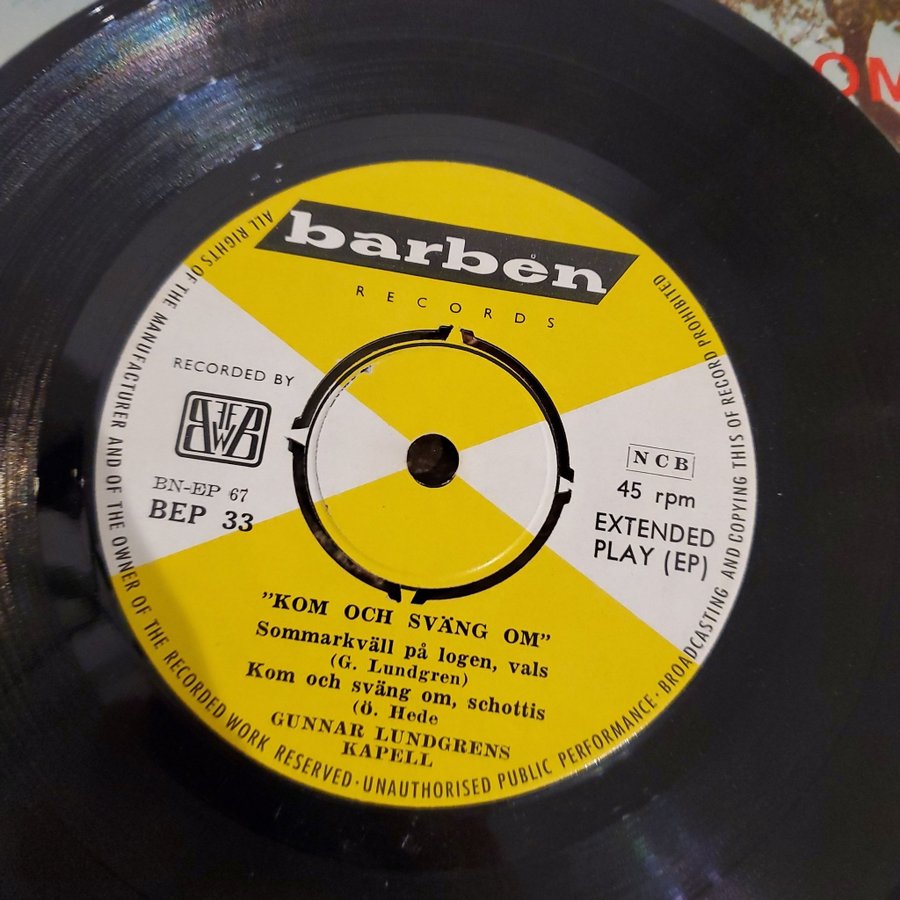 OM
barben
RECORDS
RECORDED BY
BN-EP 67
BEP 33
NCB
45 rpm
EXTENDED
PLAY (EP)
"KOM OCH SVÄNG OM"
Sommarkväll på logen, vals
(G. Lundgren)
Kom och sväng om, schottis
(Ö. Hede
GUNNAR LUNDGRENS
KAPELL
ALL RIGHTS OF THE MANUFACTURER AND OF THE OWNER OF THE RECORDED WORK RESERVED·UNAUTHORISED PUBLIC PERFORMANCE·BROADCASTING AND COPYING THIS OF RECORD PROHIBITED